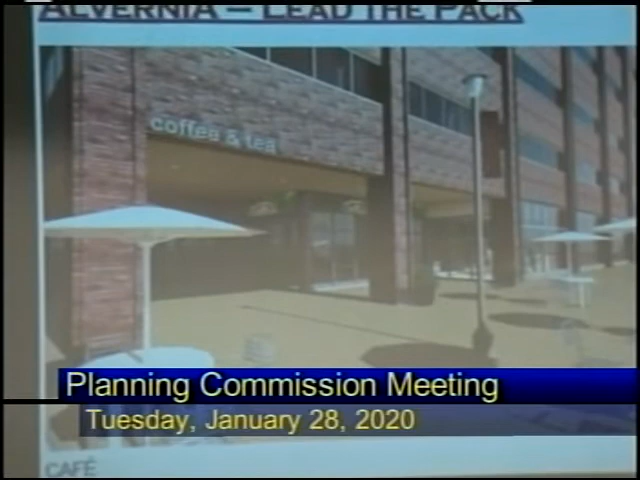 ALVERNIA — LEAD THE PACK
coffee & tea
Planning Commission Meeting
Tuesday, January 28, 2020
CAFÉ